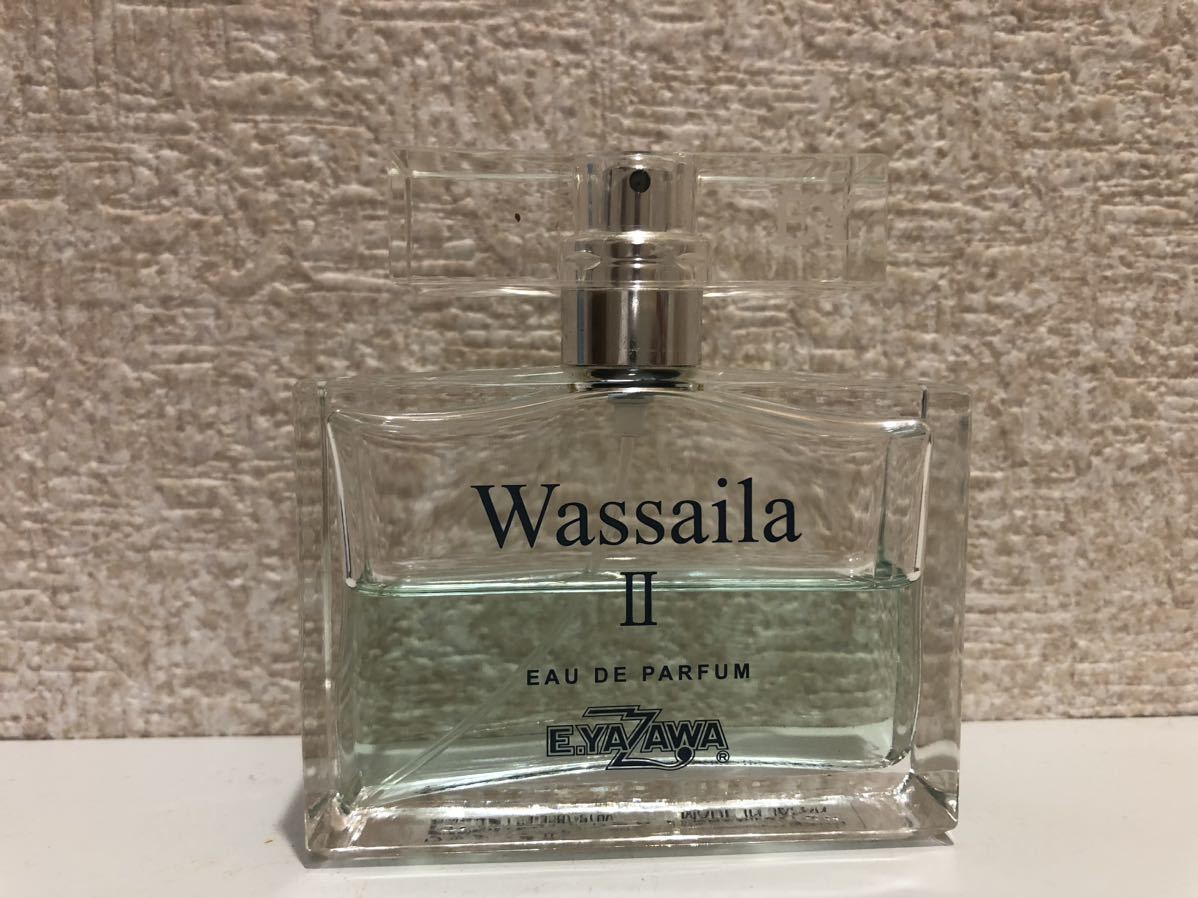 Wassaila
II
EAU DE PARFUM
E.YAZAWA®